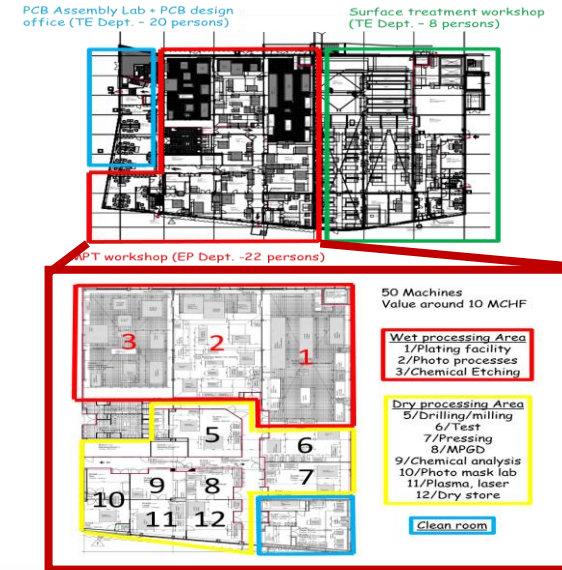 PCB Assembly Lab + PCB design
office (TE Dept. - 20 persons)
Surface treatment workshop
(TE Dept. - 8 persons)
MPT workshop (EP Dept. -22 persons)
50 Machines
Value around 10 MCHF
Wet processing Area
1/Plating facility
2/Photo processes
3/Chemical Etching
Dry processing Area
5/Drilling/milling
6/Test
7/Pressing
8/MPGD
9/Chemical analysis
10/Photo mask lab
11/Plasma, laser
12/Dry store
Clean room
3
2
1
5
6
7
10
9
8
11
12